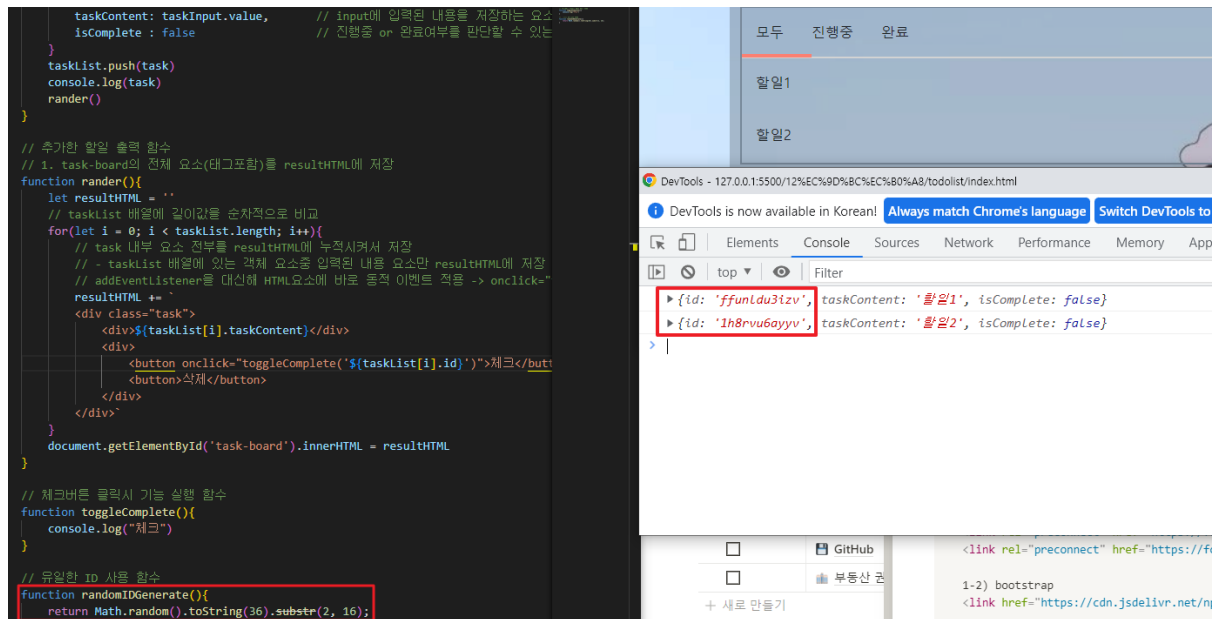 taskContent: taskInput.value,      // input에 입력된 내용을 저장하는 요소
isComplete : false                 // 진행중 or 완료여부를 판단할 수 있는
}
taskList.push(task)
console.log(task)
rander()
}
// 추가한 할일 출력 함수
// 1. task-board의 전체 요소(태그포함)를 resultHTML에 저장
function rander(){
let resultHTML = ''
// taskList 배열에 길이값을 순차적으로 비교
for(let i = 0; i < taskList.length; i++){
// task 내부 요소 전부를 resultHTML에 누적시켜서 저장
// - taskList 배열에 있는 객체 요소중 입력된 내용 요소만 resultHTML에 저장
// addEventListener을 대신해 HTML요소에 바로 동적 이벤트 적용 -> onclick="
resultHTML += `
<div class="task">
<div>${taskList[i].taskContent}</div>
<div>
<button onclick="toggleComplete('${taskList[i].id}')">체크</butt
<button>삭제</button>
</div>
</div>`
}
document.getElementById('task-board').innerHTML = resultHTML
}
// 체크버튼 클릭시 기능 실행 함수
function toggleComplete(){
console.log("체크")
}
// 유일한 ID 사용 함수
function randomIDGenerate(){
return Math.random().toString(36).substr(2, 16);
모두 진행중 완료
할일1
할일2
DevTools - 127.0.0.1:5500/12%EC%9D%BC%EC%B0%A8/todolist/index.html
DevTools is now available in Korean! Always match Chrome's language Switch DevTools to
Elements Console Sources Network Performance Memory App
top ▼ Filter
▶{id: 'ffunldu3izv', taskContent: '할일1', isComplete: false}
▶{id: '1h8rvu6ayyv', taskContent: '할일2', isComplete: false}
>
GitHub
부동산 권
+ 새로 만들기
<link rel="preconnect" href="https://fo
1-2) bootstrap
<link href="https://cdn.jsdelivr.net/np